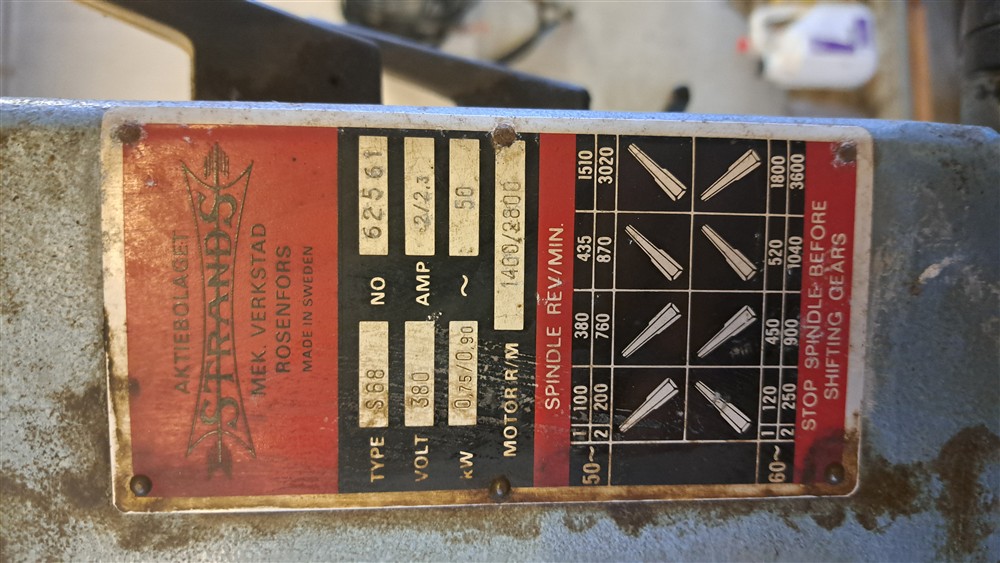 AKTIEBOLAGET
STRANDS
MEK. VERKSTAD
ROSENFORS
MADE IN SWEDEN
TYPE S68 NO 62556
VOLT 380 AMP 2/2,3
kW 0,75/0,90 ~ 50
MOTOR R/M 1400/2800
SPINDLE REV/MIN.
50~ 1 100 380 435 1510
2 200 760 870 3020
60~ 1 120 450 520 1800
2 250 900 1040 3600
STOP SPINDLE BEFORE
SHIFTING GEARS